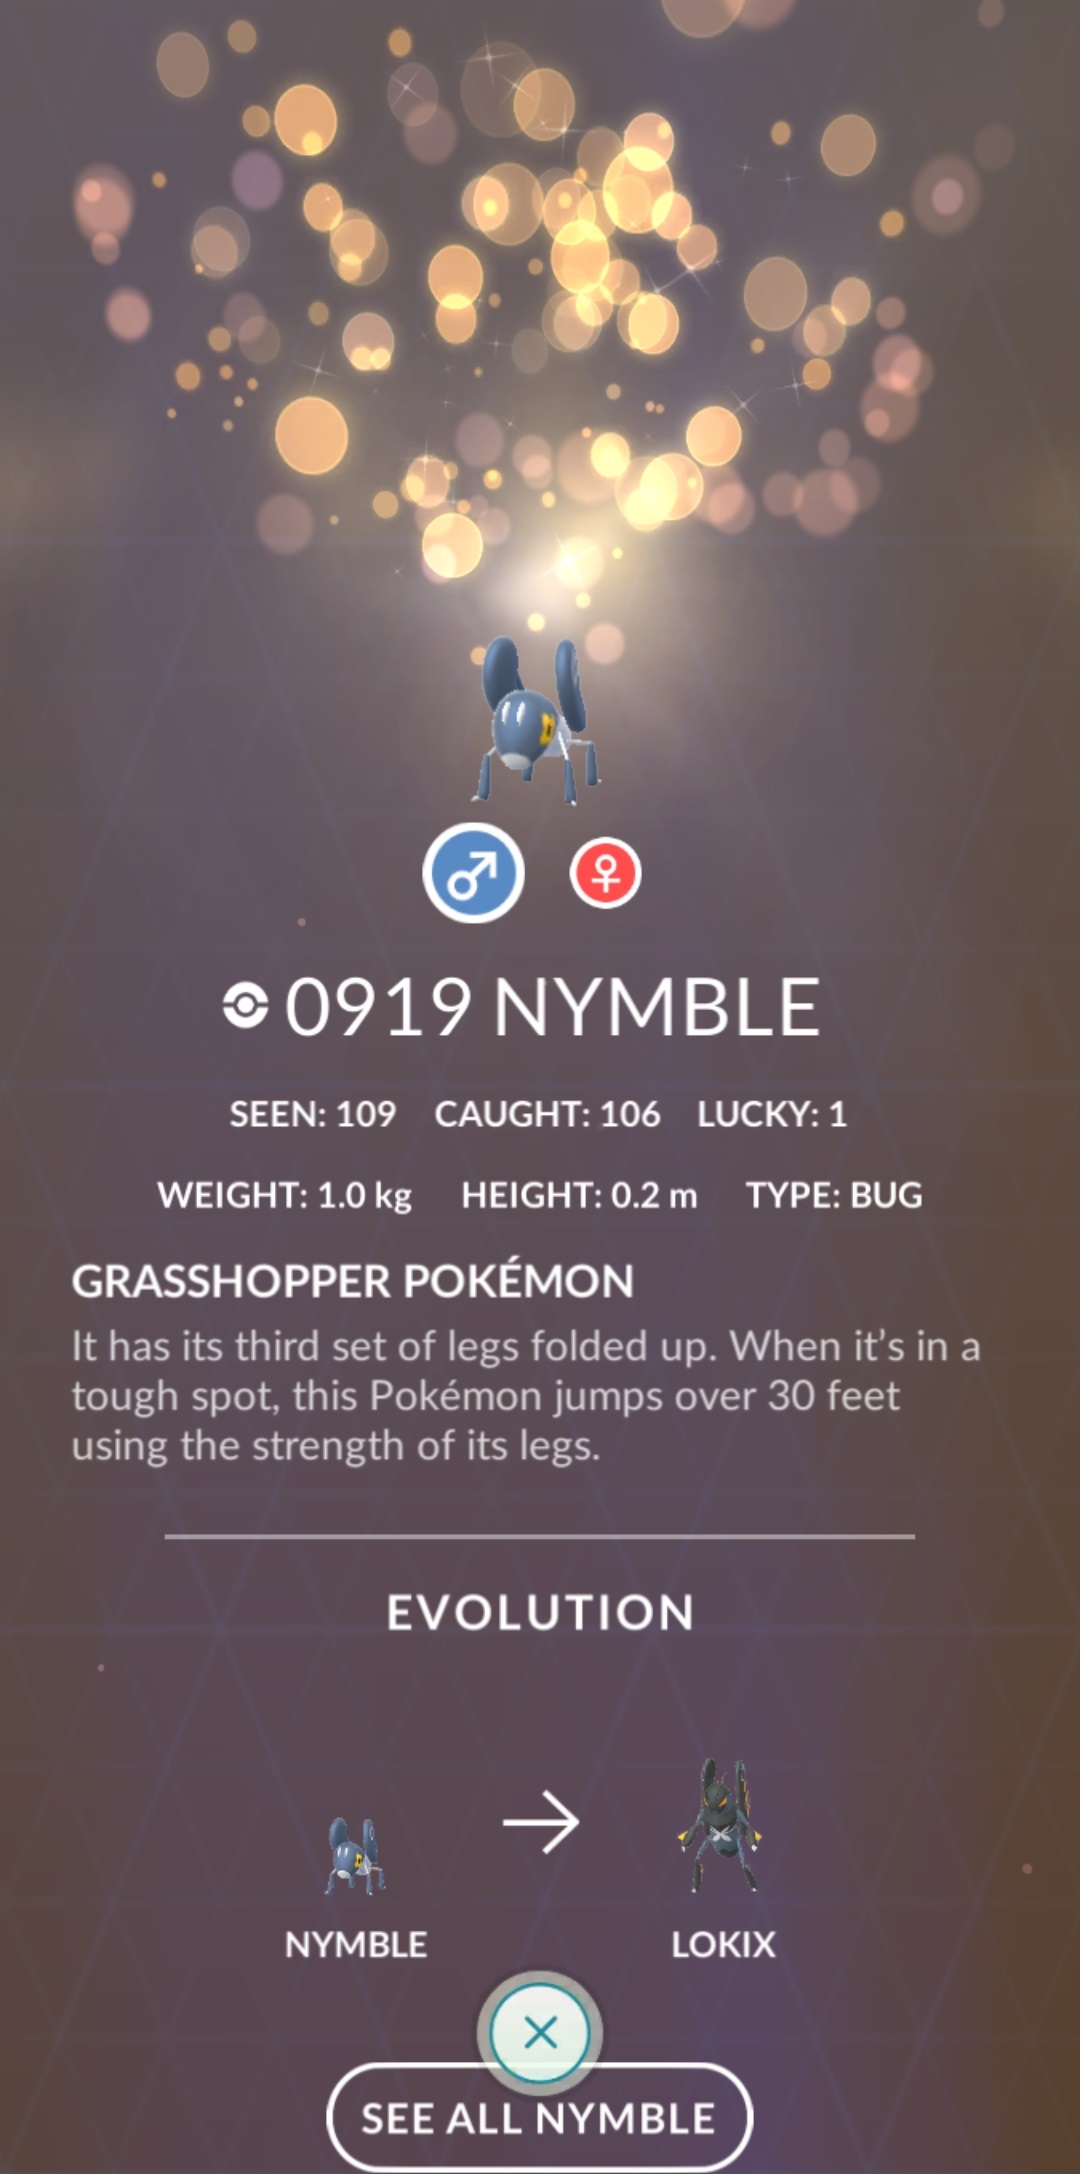 0919 NYMBLE
SEEN: 109 CAUGHT: 106 LUCKY: 1
WEIGHT: 1.0 kg HEIGHT: 0.2 m TYPE: BUG
GRASSHOPPER POKÉMON
It has its third set of legs folded up. When it’s in a
tough spot, this Pokémon jumps over 30 feet
using the strength of its legs.
EVOLUTION
NYMBLE LOKIX
SEE ALL NYMBLE